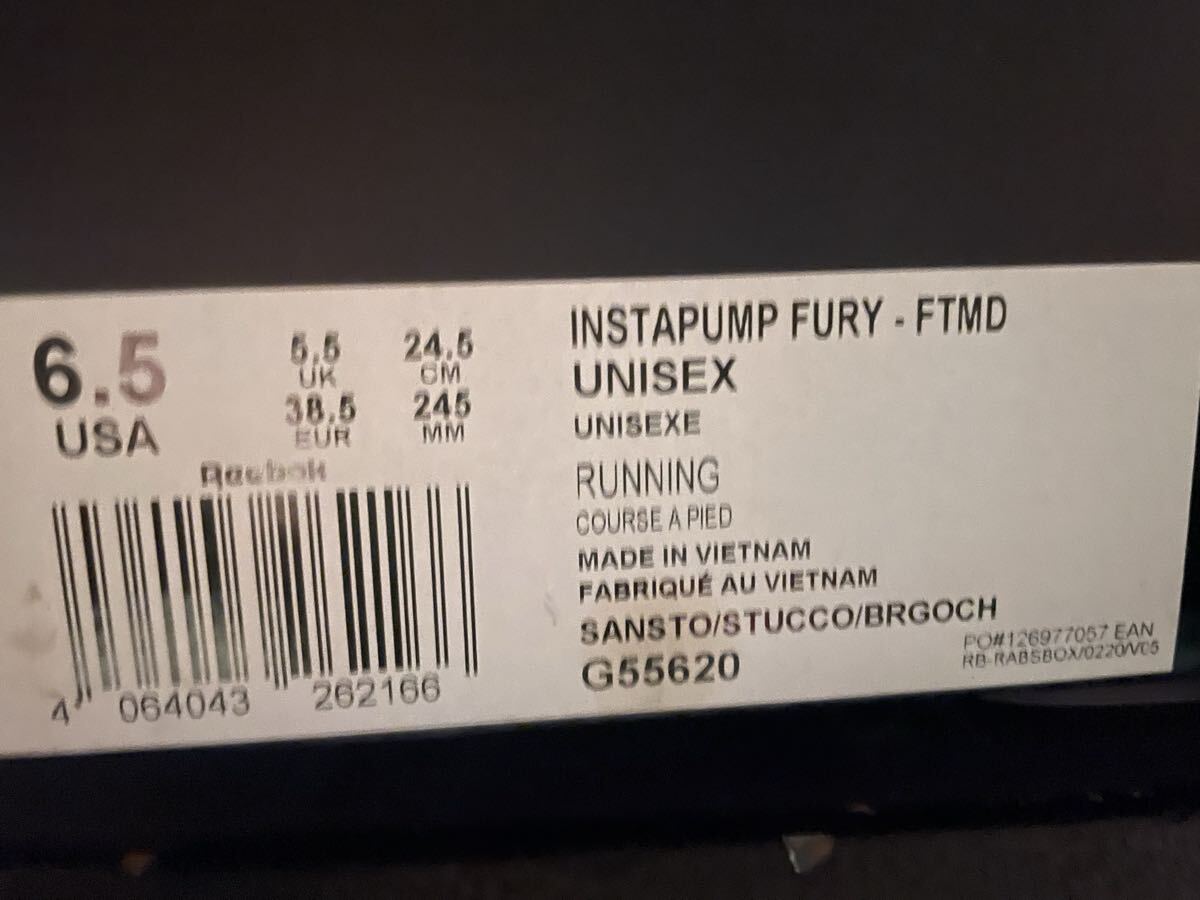 6.5
USA
5.5
UK
38.5
EUR
24.5
CM
245
MM
Reebok
4 064043 262166
INSTAPUMP FURY - FTMD
UNISEX
UNISEXE
RUNNING
COURSE A PIED
MADE IN VIETNAM
FABRIQUÉ AU VIETNAM
SANSTO/STUCCO/BRGOCH
G55620
PO#126977057 EAN
RB-RABSBOX/0220/V05